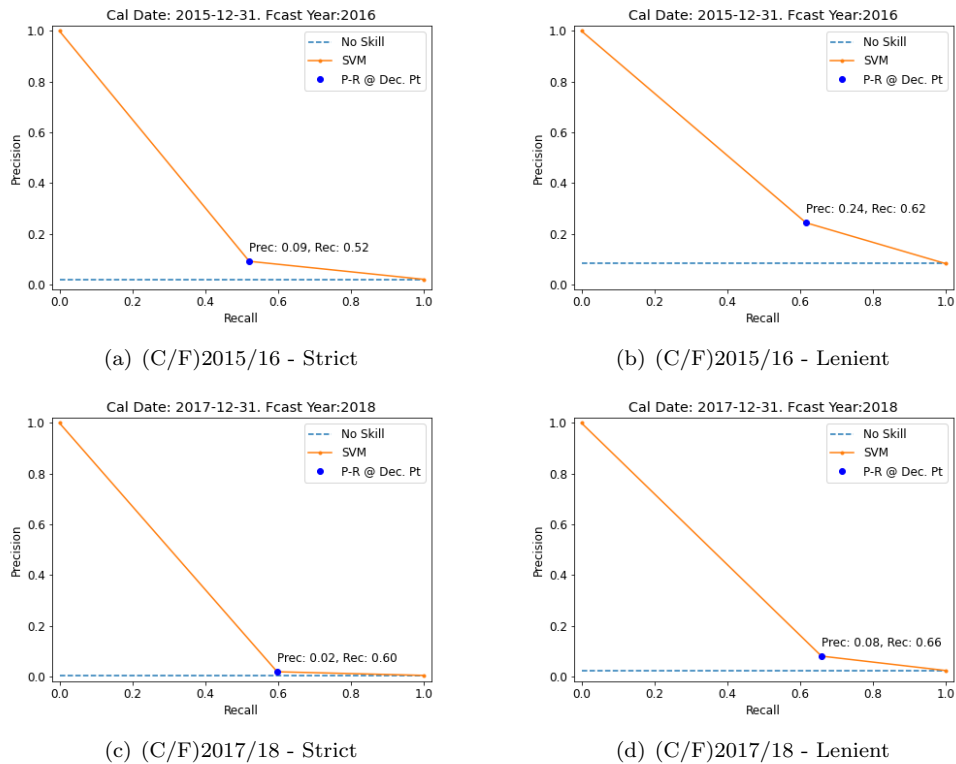 Cal Date: 2015-12-31. Fcast Year:2016
1.0
0.8
0.6
0.4
0.2
0.0
Precision
No Skill
SVM
P-R @ Dec. Pt
Prec: 0.09, Rec: 0.52
0.0 0.2 0.4 0.6 0.8 1.0
Recall
(a) (C/F)2015/16 - Strict
Cal Date: 2015-12-31. Fcast Year:2016
1.0
0.8
0.6
0.4
0.2
0.0
Precision
No Skill
SVM
P-R @ Dec. Pt
Prec: 0.24, Rec: 0.62
0.0 0.2 0.4 0.6 0.8 1.0
Recall
(b) (C/F)2015/16 - Lenient
Cal Date: 2017-12-31. Fcast Year:2018
1.0
0.8
0.6
0.4
0.2
0.0
Precision
No Skill
SVM
P-R @ Dec. Pt
Prec: 0.02, Rec: 0.60
0.0 0.2 0.4 0.6 0.8 1.0
Recall
(c) (C/F)2017/18 - Strict
Cal Date: 2017-12-31. Fcast Year:2018
1.0
0.8
0.6
0.4
0.2
0.0
Precision
No Skill
SVM
P-R @ Dec. Pt
Prec: 0.08, Rec: 0.66
0.0 0.2 0.4 0.6 0.8 1.0
Recall
(d) (C/F)2017/18 - Lenient